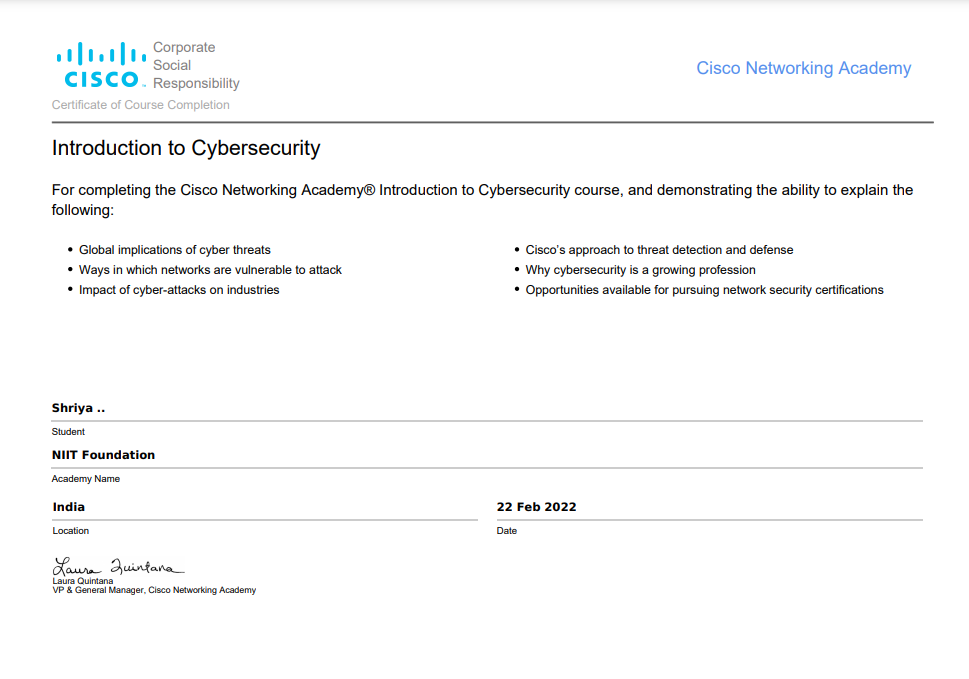 Corporate
Social
CISCO™ Responsibility
Cisco Networking Academy
Certificate of Course Completion
Introduction to Cybersecurity
For completing the Cisco Networking Academy® Introduction to Cybersecurity course, and demonstrating the ability to explain the
following:
• Global implications of cyber threats
• Ways in which networks are vulnerable to attack
• Impact of cyber-attacks on industries
• Cisco's approach to threat detection and defense
• Why cybersecurity is a growing profession
• Opportunities available for pursuing network security certifications
Shriya ..
Student
NIIT Foundation
Academy Name
India
Location
22 Feb 2022
Date
Laura Quintana
Laura Quintana
VP & General Manager, Cisco Networking Academy